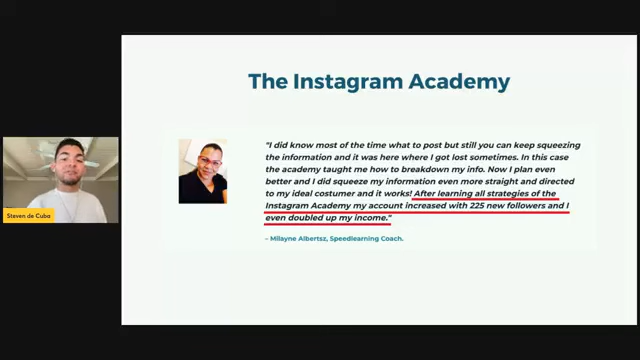 The Instagram Academy
"I did know most of the time what to post but still you can keep squeezing
the information and it was here where I got lost sometimes. In this case
the academy taught me how to breakdown my info. Now I plan even
better and I did squeeze my information even more straight and directed
to my ideal costumer and it works! After learning all strategies of the
Instagram Academy my account increased with 225 new followers and I
even doubled up my income."
– Milayne Albertsz, Speedlearning Coach.
Steven de Cuba